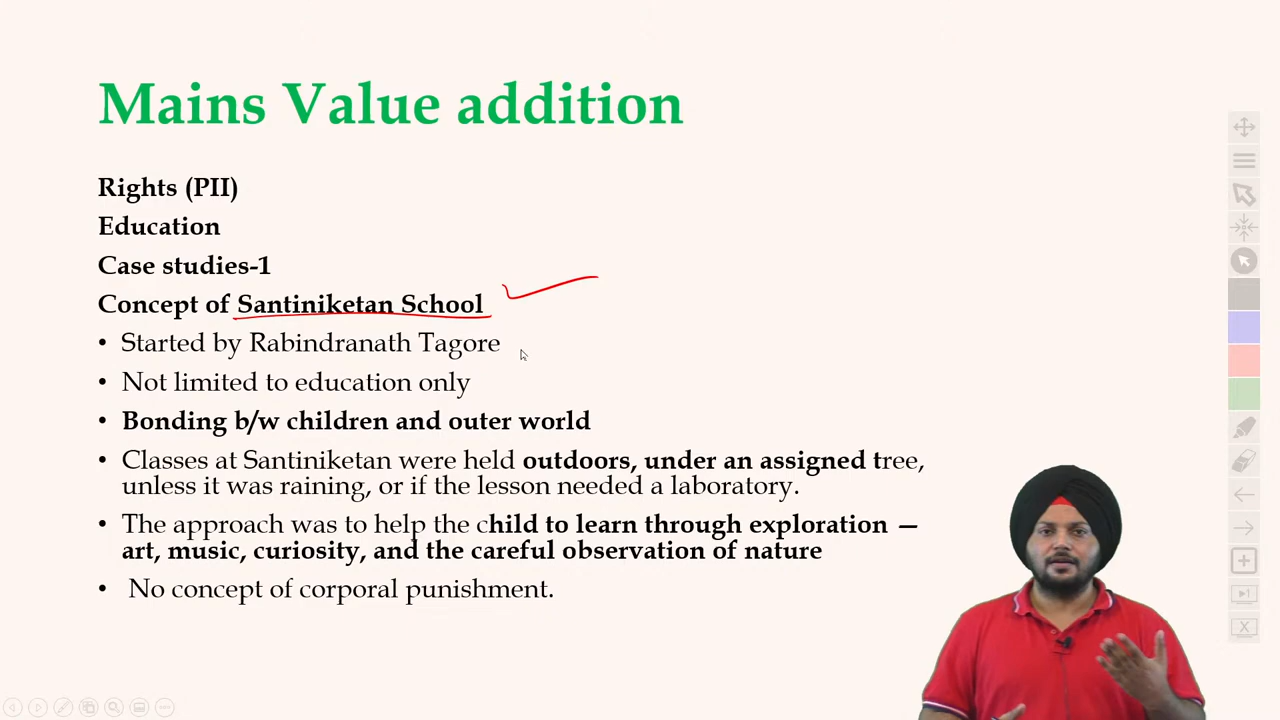 Mains Value addition
Rights (PII)
Education
Case studies-1
Concept of Santiniketan School
• Started by Rabindranath Tagore
• Not limited to education only
• Bonding b/w children and outer world
• Classes at Santiniketan were held outdoors, under an assigned tree,
unless it was raining, or if the lesson needed a laboratory.
• The approach was to help the child to learn through exploration —
art, music, curiosity, and the careful observation of nature
• No concept of corporal punishment.